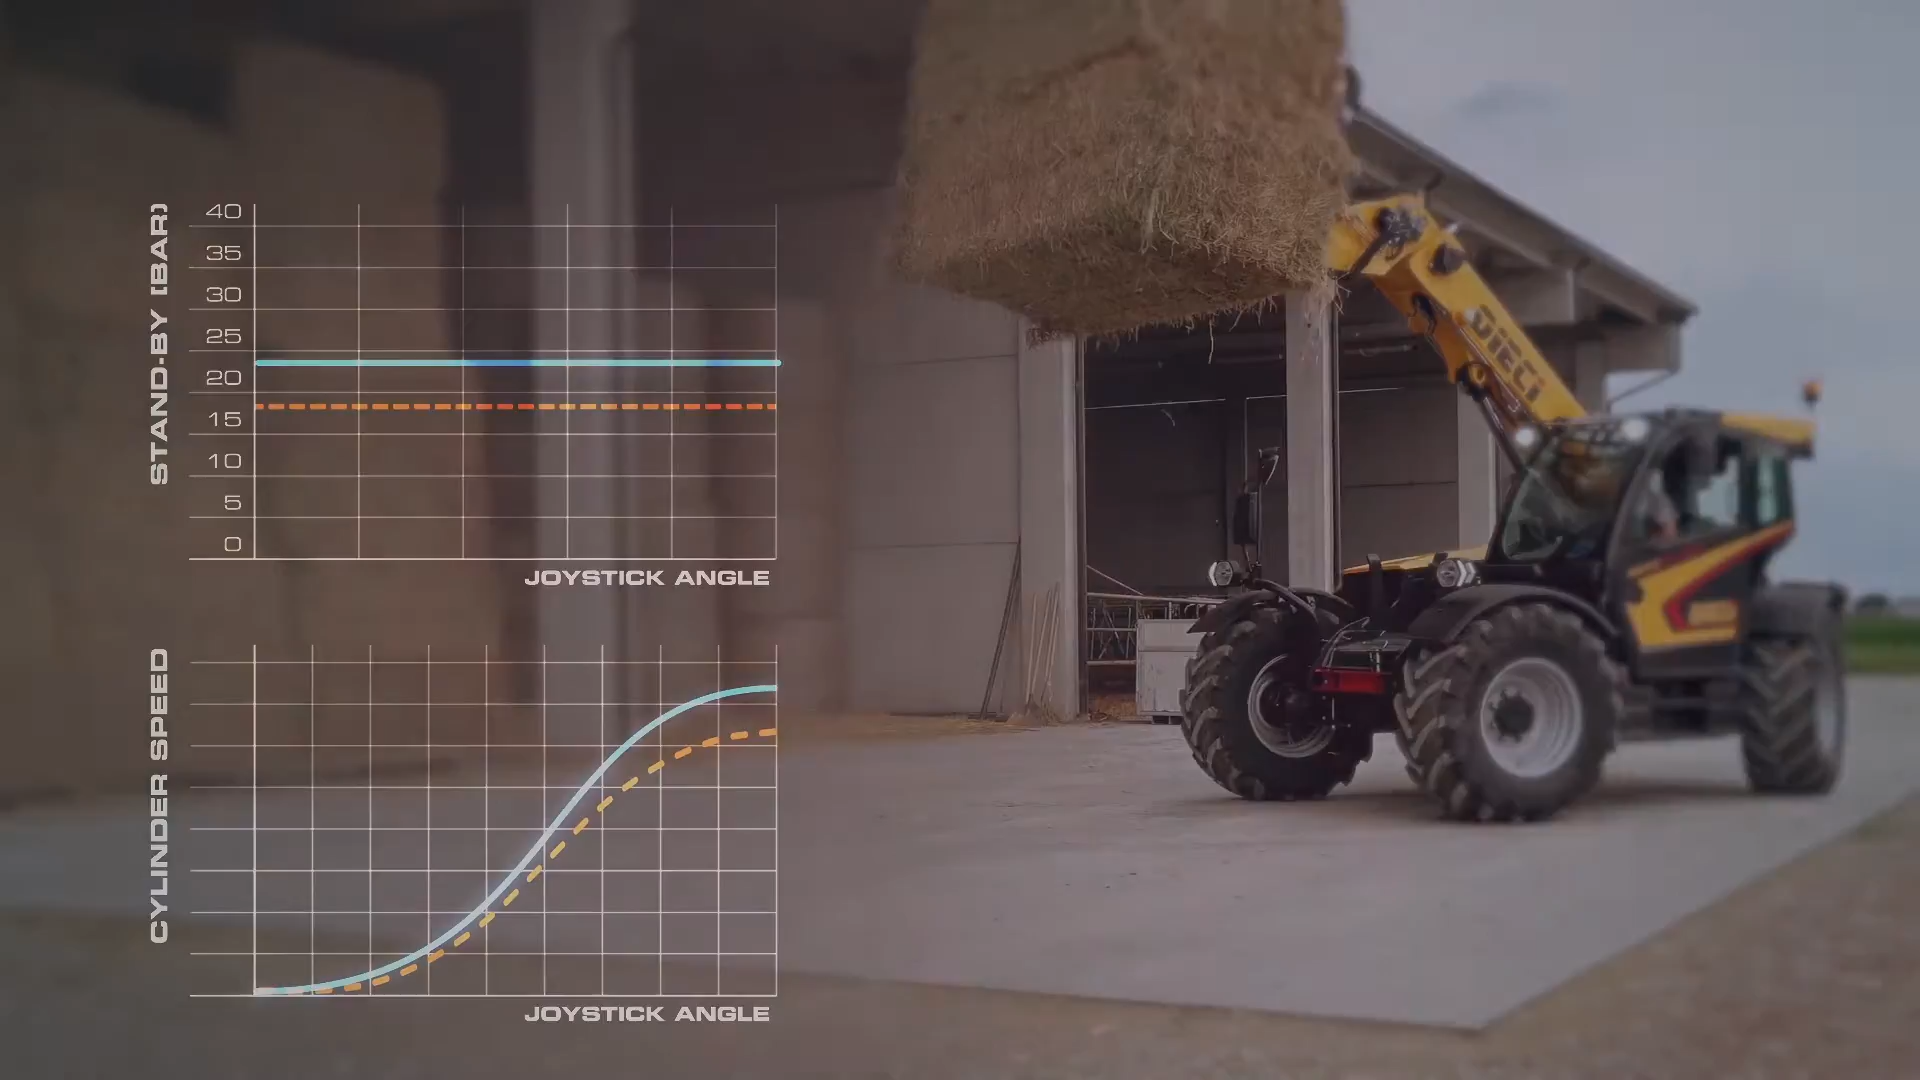 STAND-BY [BAR]
40
35
30
25
20
15
10
5
0
JOYSTICK ANGLE
CYLINDER SPEED
JOYSTICK ANGLE
DIECI